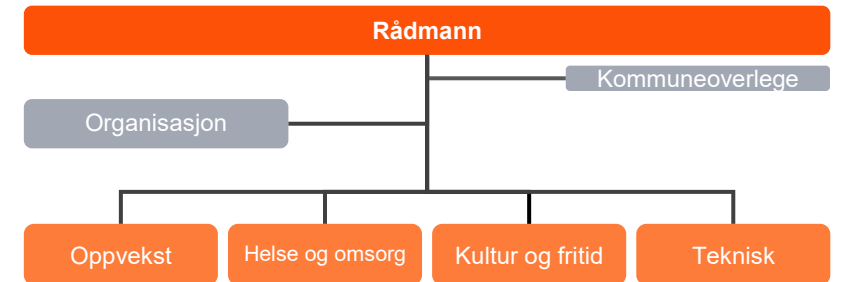 Rådmann
Kommuneoverlege
Organisasjon
Oppvekst
Helse og omsorg
Kultur og fritid
Teknisk